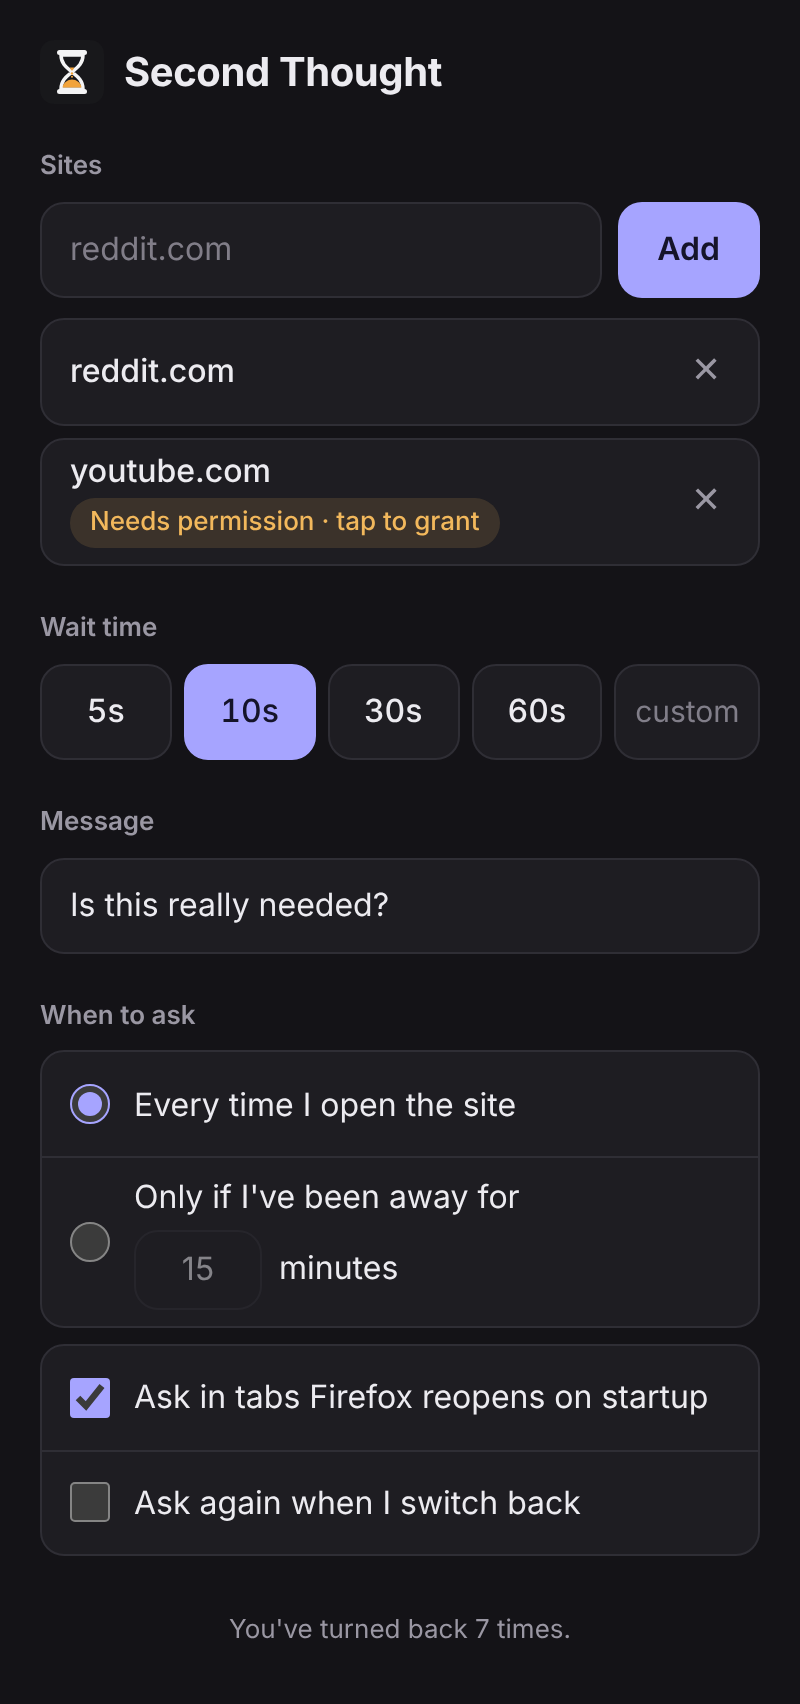 Second Thought
Sites
reddit.com
Add
reddit.com
youtube.com
Needs permission · tap to grant
Wait time
5s
10s
30s
60s
custom
Message
Is this really needed?
When to ask
Every time I open the site
Only if I've been away for
15 minutes
Ask in tabs Firefox reopens on startup
Ask again when I switch back
You've turned back 7 times.